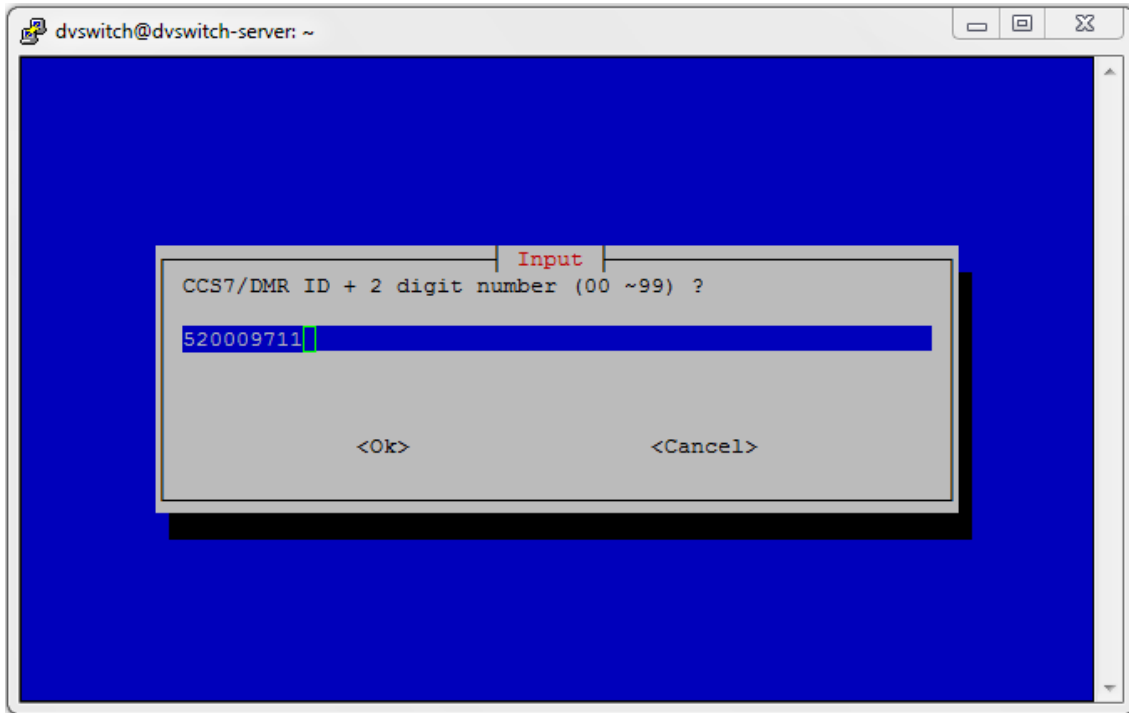 dvswitch@dvswitch-server: ~
Input
CCS7/DMR ID + 2 digit number (00 ~99) ?
520009711
<Ok> <Cancel>